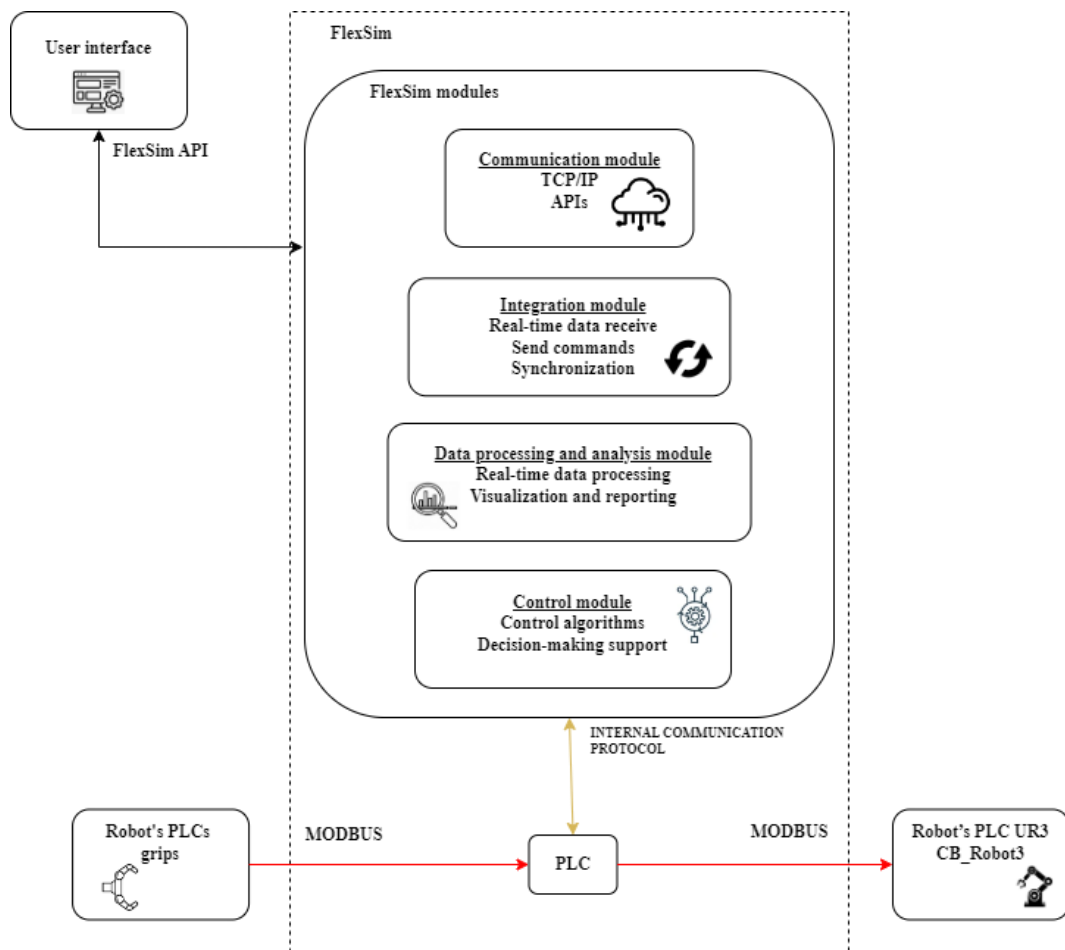 FlexSim
User interface
FlexSim modules
FlexSim API
Communication module
TCP/IP
APIs
Integration module
Real-time data receive
Send commands
Synchronization
Data processing and analysis module
Real-time data processing
Visualization and reporting
Control module
Control algorithms
Decision-making support
INTERNAL COMMUNICATION
PROTOCOL
Robot's PLCs
grips
MODBUS
PLC
MODBUS
Robot’s PLC UR3
CB_Robot3